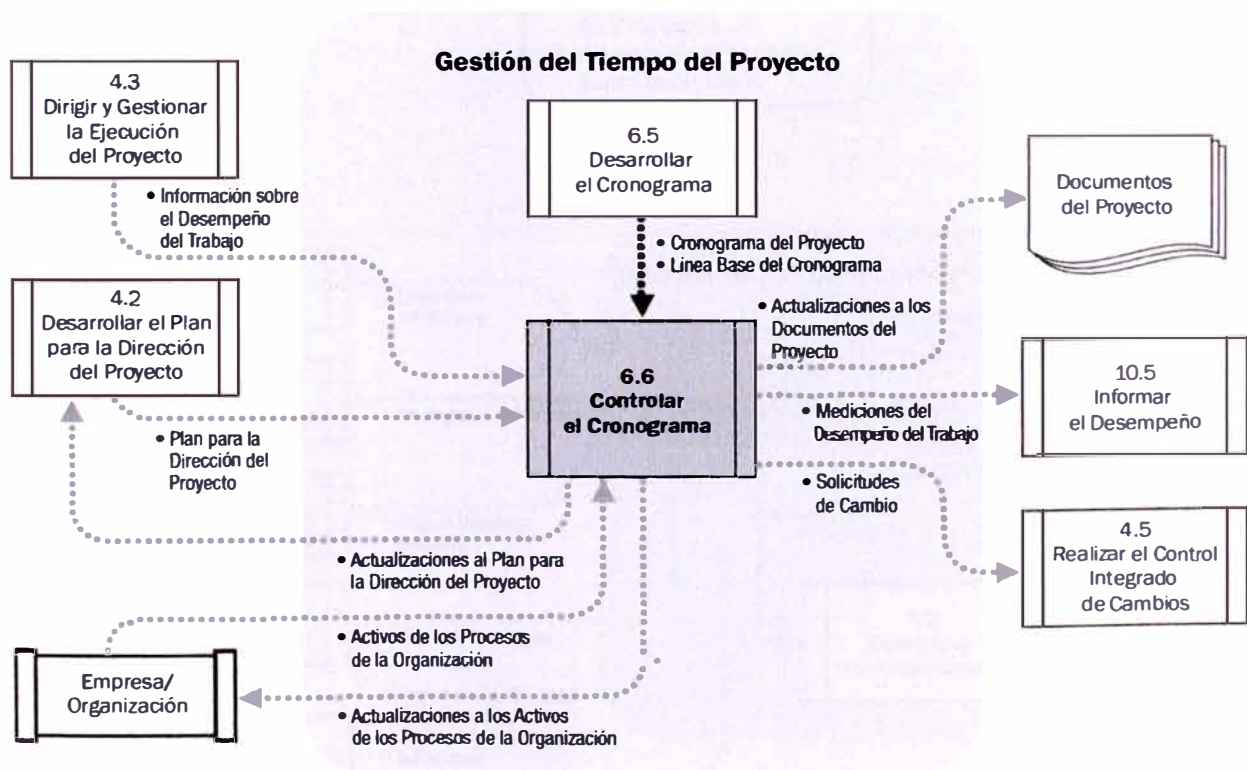 Gestión del Tiempo del Proyecto
4.3
Dirigir y Gestionar
la Ejecución
del Proyecto
• Información sobre
el Desempeño
del Trabajo
6.5
Desarrollar
el Cronograma
• Cronograma del Proyecto
• Línea Base del Cronograma
Documentos
del Proyecto
• Actualizaciones a los
Documentos del
Proyecto
4.2
Desarrollar el Plan
para la Dirección
del Proyecto
• Plan para la
Dirección del
Proyecto
6.6
Controlar
el Cronograma
10.5
Informar
el Desempeño
• Mediciones del
Desempeño del Trabajo
• Solicitudes
de Cambio
4.5
Realizar el Control
Integrado
de Cambios
• Actualizaciones al Plan para
la Dirección del Proyecto
• Activos de los Procesos
de la Organización
Empresa/
Organización
• Actualizaciones a los Activos
de los Procesos de la Organización